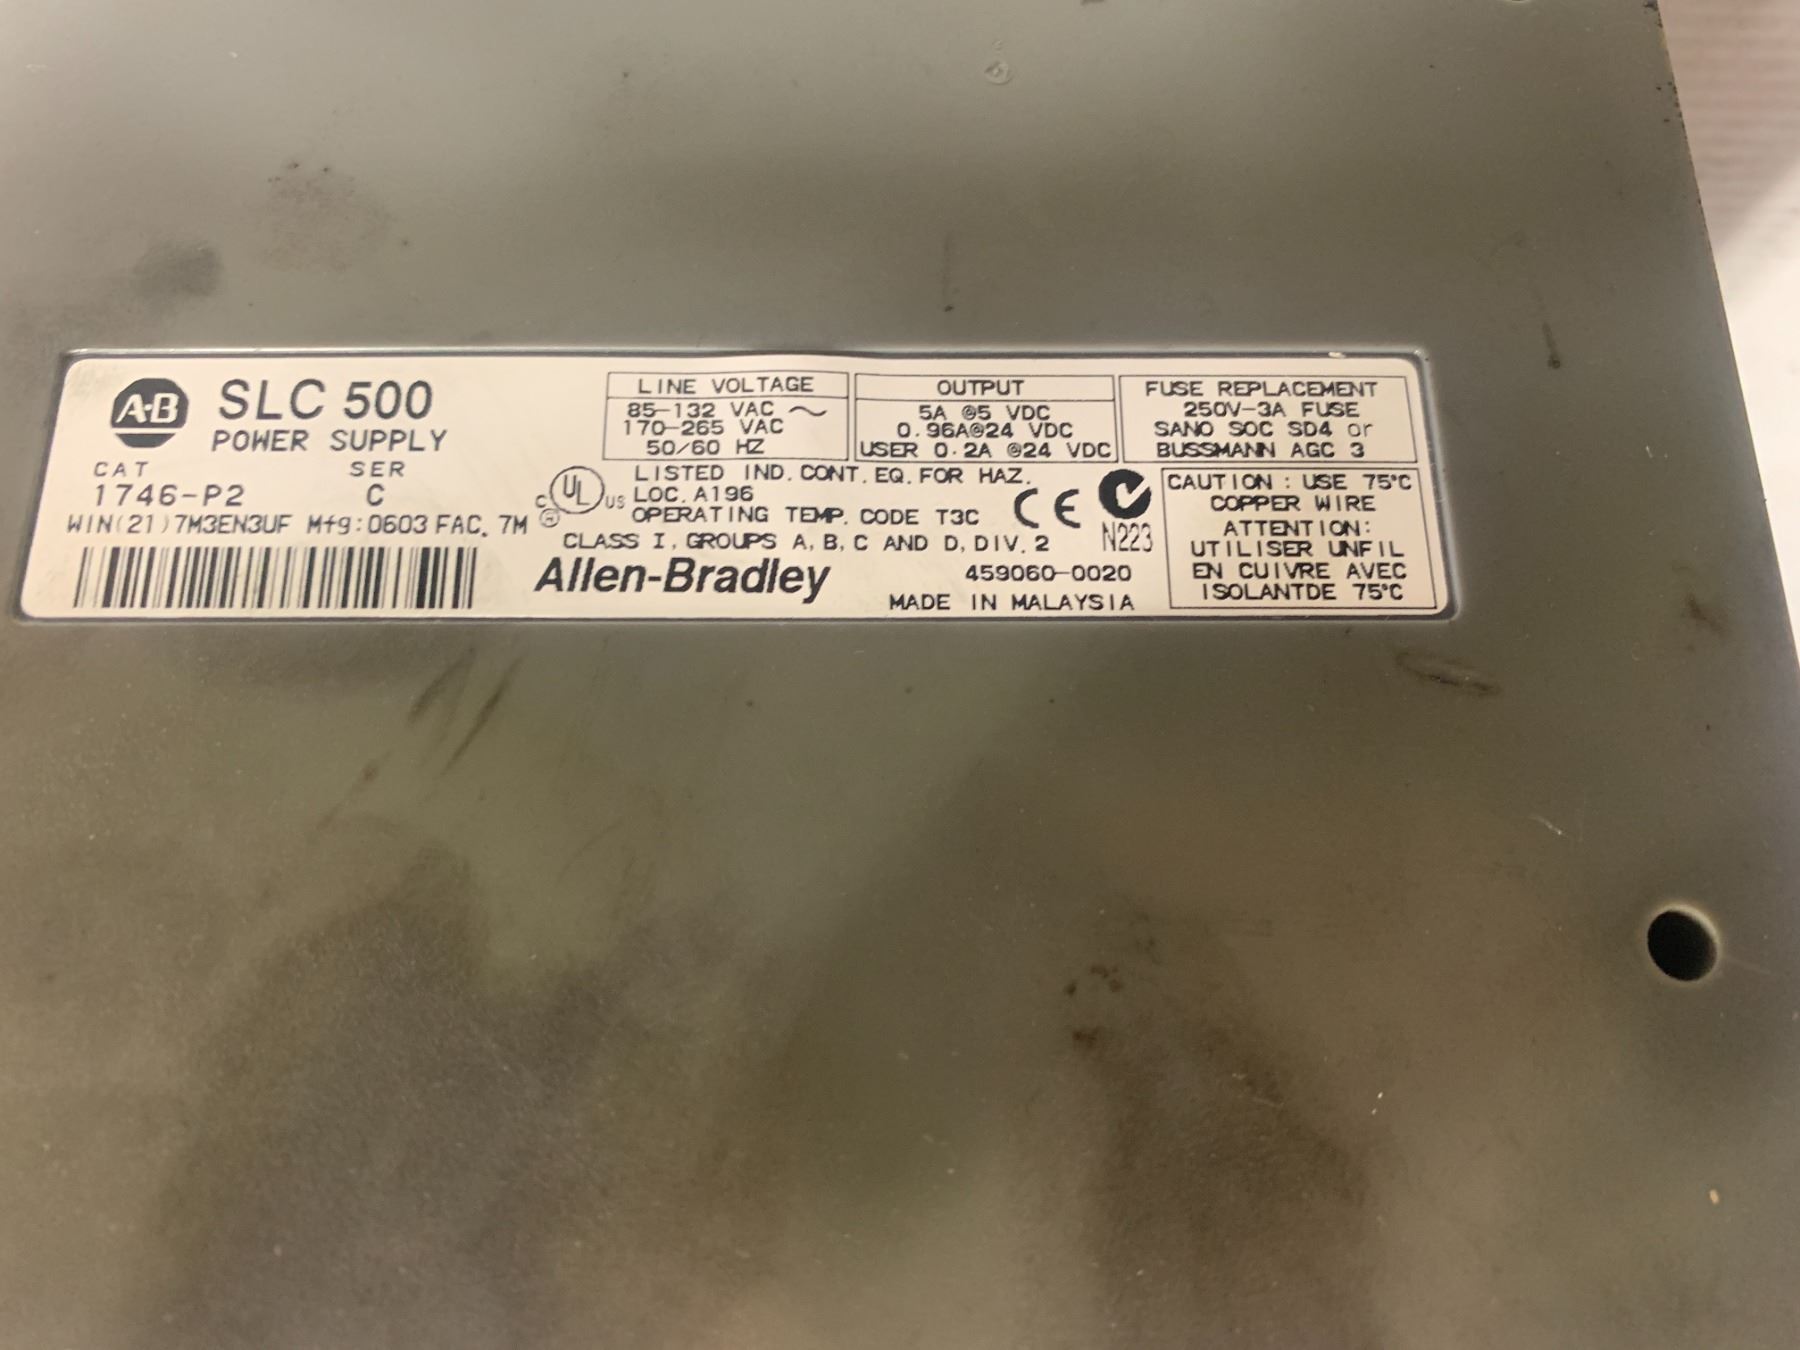 A-B SLC 500
POWER SUPPLY
CAT SER
1746-P2 C
WIN(21)7M3EN3UF Mfg:0603 FAC. 7M
LINE VOLTAGE
85-132 VAC ~
170-265 VAC
50/60 HZ
OUTPUT
5A @5 VDC
0.96A@24 VDC
USER 0.2A @24 VDC
FUSE REPLACEMENT
250V-3A FUSE
SANO SOC SD4 or
BUSSMANN AGC 3
C UL US
R
LISTED IND. CONT. EQ. FOR HAZ.
LOC. A196
OPERATING TEMP. CODE T3C
CLASS I, GROUPS A, B, C AND D, DIV. 2
CE
N223
Allen-Bradley
459060-0020
MADE IN MALAYSIA
CAUTION : USE 75°C
COPPER WIRE
ATTENTION:
UTILISER UNFIL
EN CUIVRE AVEC
ISOLANTDE 75°C